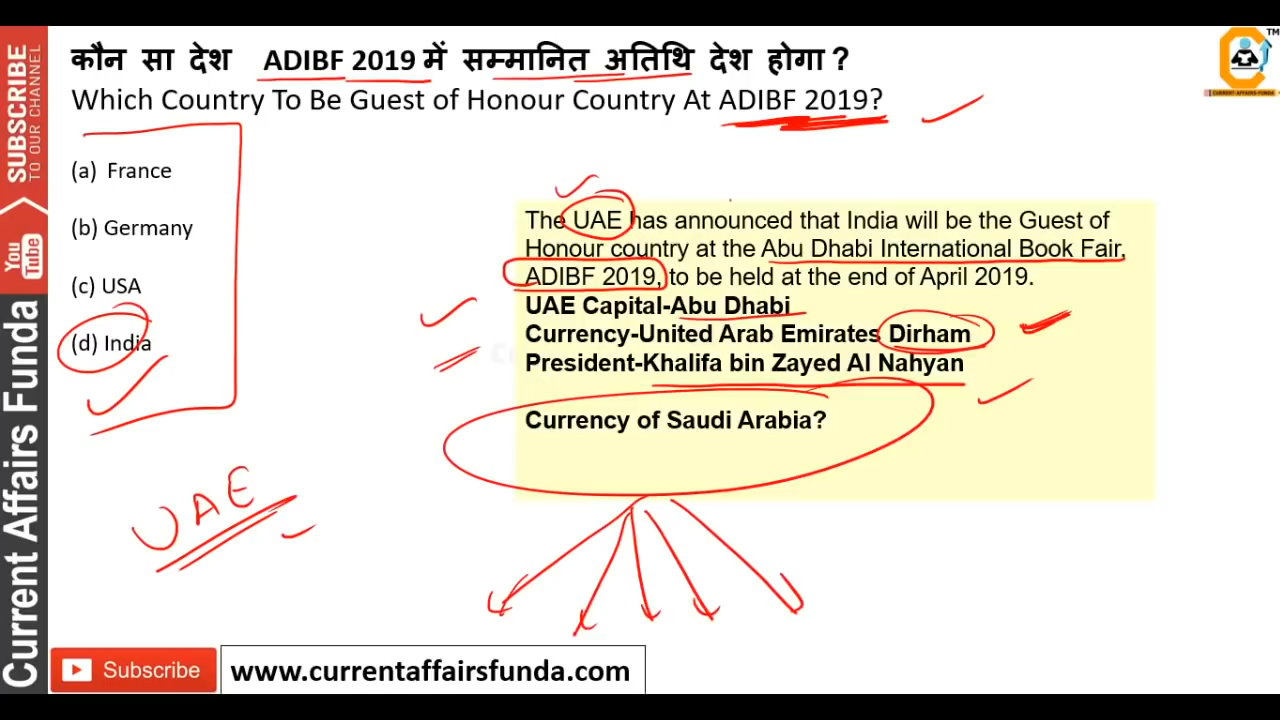 कौन सा देश ADIBF 2019 में सम्मानित अतिथि देश होगा ?
Which Country To Be Guest of Honour Country At ADIBF 2019?
(a) France
(b) Germany
(c) USA
(d) India
The UAE has announced that India will be the Guest of
Honour country at the Abu Dhabi International Book Fair,
ADIBF 2019, to be held at the end of April 2019.
UAE Capital-Abu Dhabi
Currency-United Arab Emirates Dirham
President-Khalifa bin Zayed Al Nahyan
Currency of Saudi Arabia?
UAE
SUBSCRIBE
TO OUR CHANNEL
You
Tube
Current Affairs Funda
TM
CURRENT-AFFAIRS-FUNDA
Subscribe
www.currentaffairsfunda.com